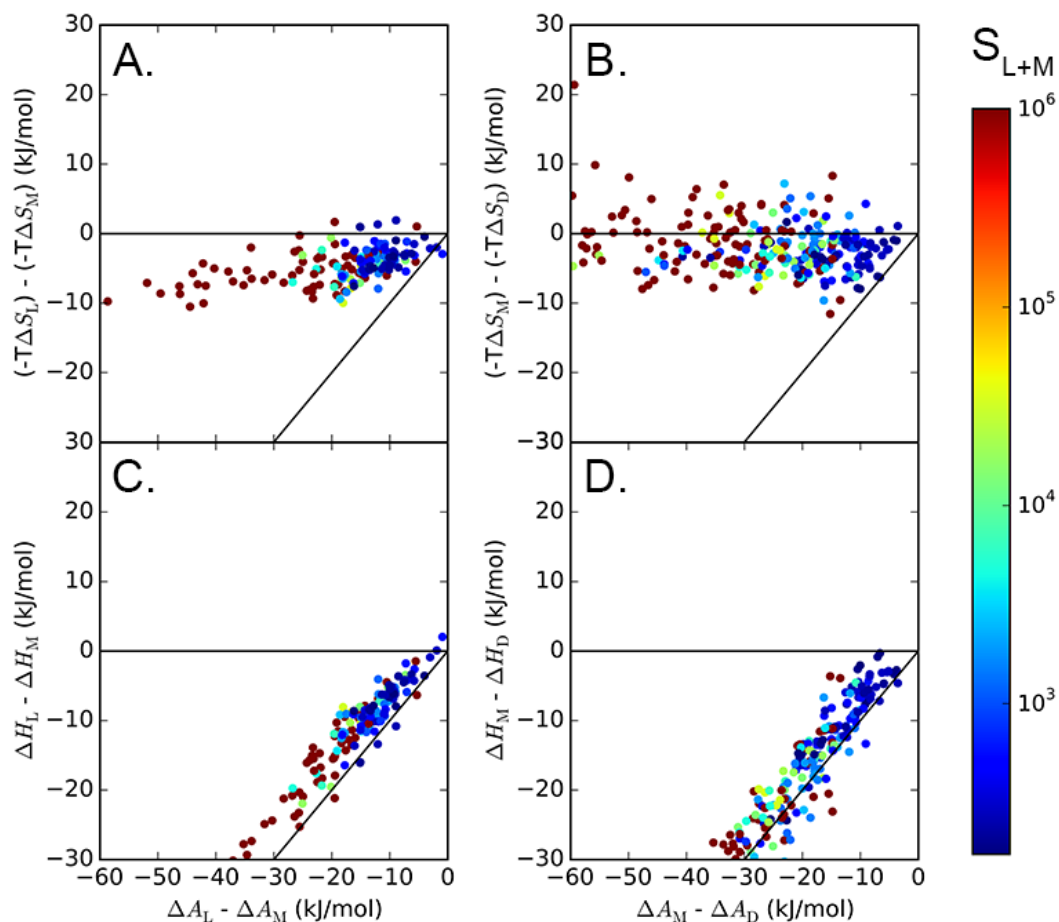 A.
B.
S_{L+M}
30
20
10
0
−10
−20
30
(-TΔS_L) - (-TΔS_M) (kJ/mol)
30
20
10
0
−10
−20
30
(-TΔS_M) - (-TΔS_D) (kJ/mol)
10^6
10^5
10^4
10^3
C.
D.
20
10
0
−10
−20
−30
ΔH_L - ΔH_M (kJ/mol)
20
10
0
−10
−20
−30
ΔH_M - ΔH_D (kJ/mol)
−60 −50 −40 −30 −20 −10 0
−60 −50 −40 −30 −20 −10 0
ΔA_L - ΔA_M (kJ/mol)
ΔA_M - ΔA_D (kJ/mol)